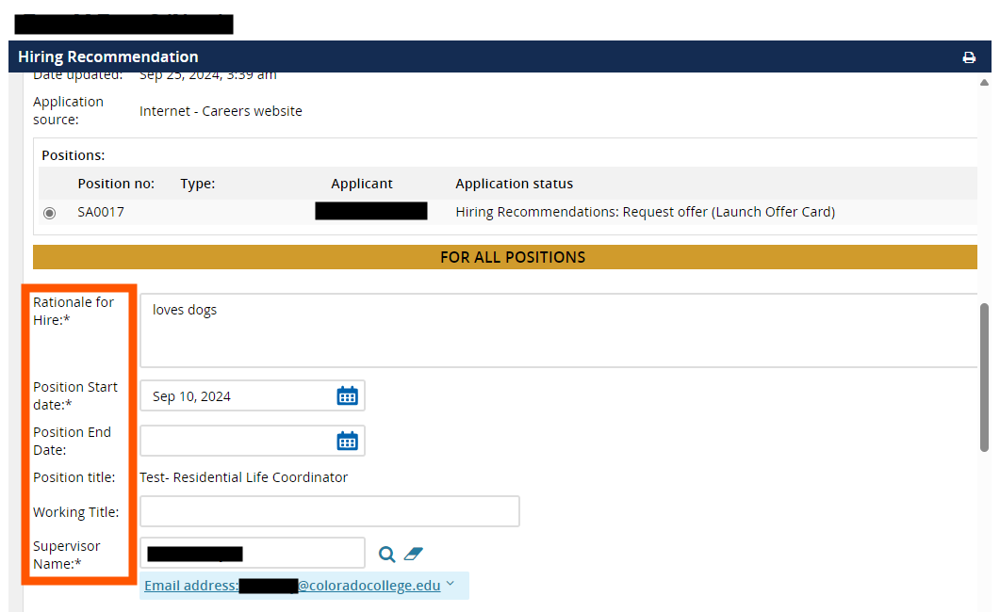 Hiring Recommendation
Date updated: Sep 25, 2024, 3:39 am
Application
source:
Internet - Careers website
Positions:
Position no: Type: Applicant Application status
SA0017 Hiring Recommendations: Request offer (Launch Offer Card)
FOR ALL POSITIONS
Rationale for
Hire:*
loves dogs
Position Start
date:*
Sep 10, 2024
Position End
Date:
Position title: Test- Residential Life Coordinator
Working Title:
Supervisor
Name:*
Email address: @coloradocollege.edu